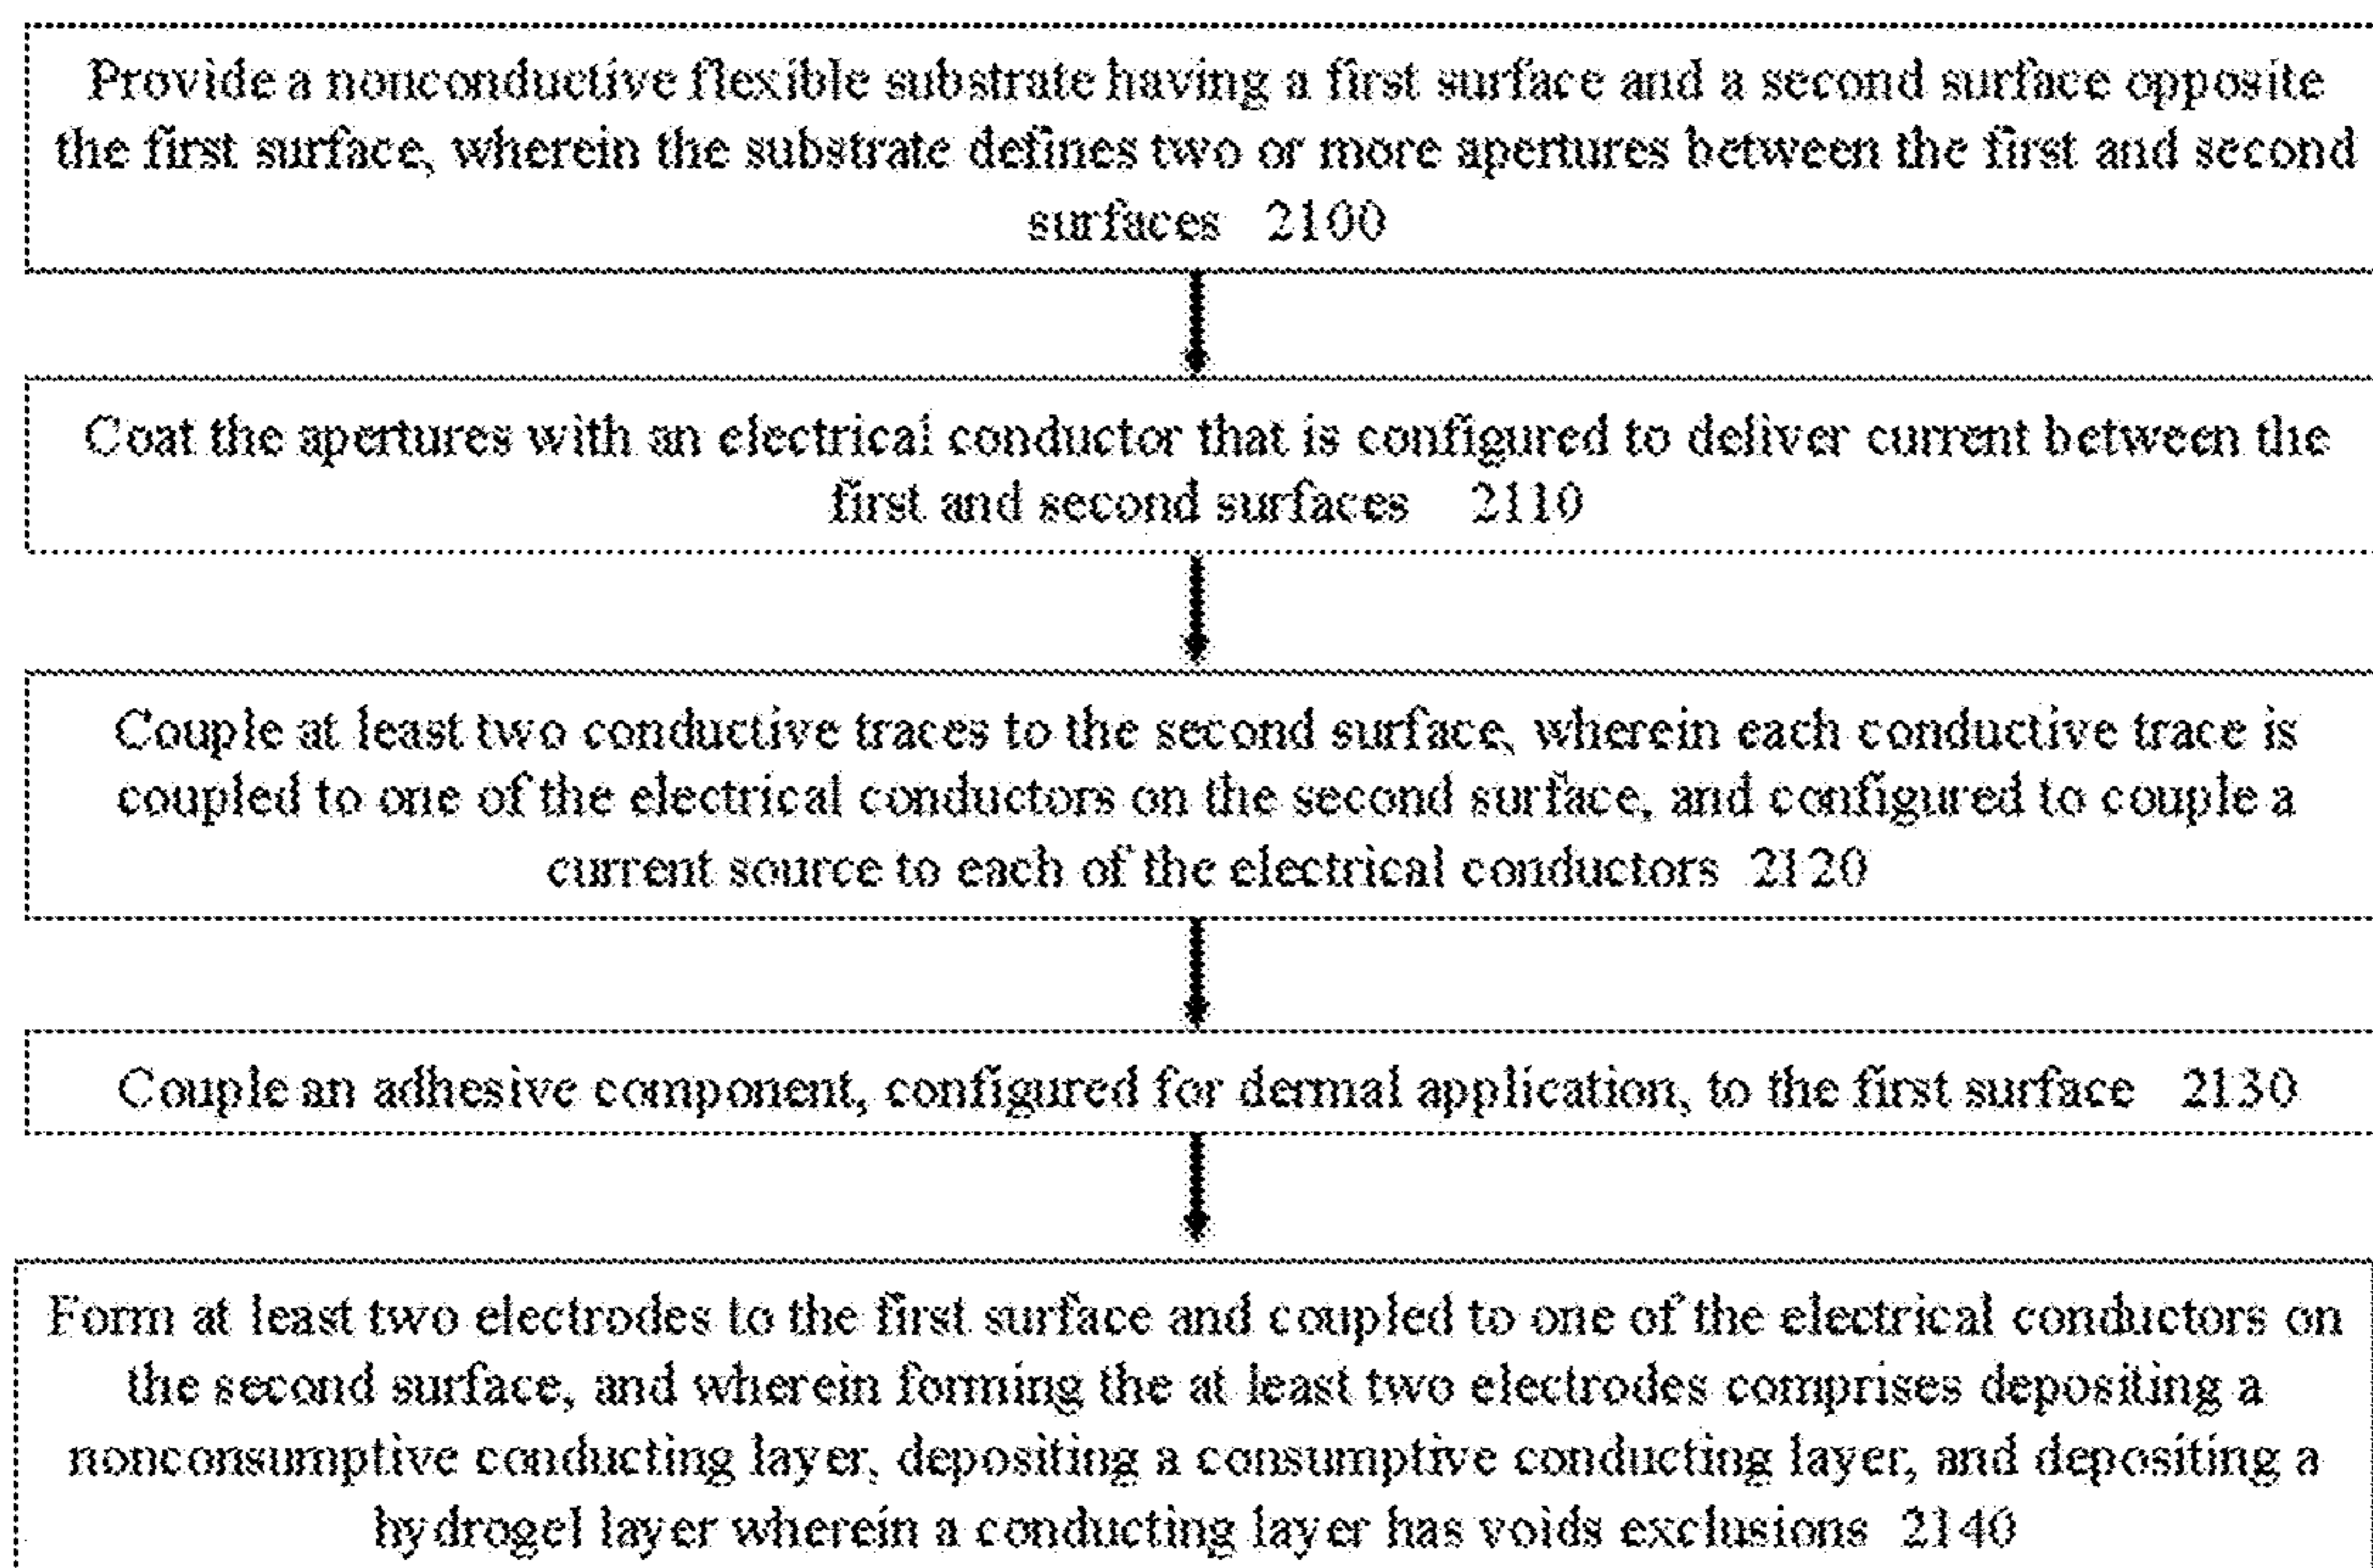 Provide a nonconductive flexible substrate having a first surface and a second surface opposite
the first surface, wherein the substrate defines two or more apertures between the first and second
surfaces 2100
Coat the apertures with an electrical conductor that is configured to deliver current between the
first and second surfaces 2110
Couple at least two conductive traces to the second surface, wherein each conductive trace is
coupled to one of the electrical conductors on the second surface, and configured to couple a
current source to each of the electrical conductors 2120
Couple an adhesive component, configured for dermal application, to the first surface 2130
Form at least two electrodes to the first surface and coupled to one of the electrical conductors on
the second surface, and wherein forming the at least two electrodes comprises depositing a
nonconsumptive conducting layer, depositing a consumptive conducting layer, and depositing a
hydrogel layer wherein a conducting layer has voids exclusions 2140